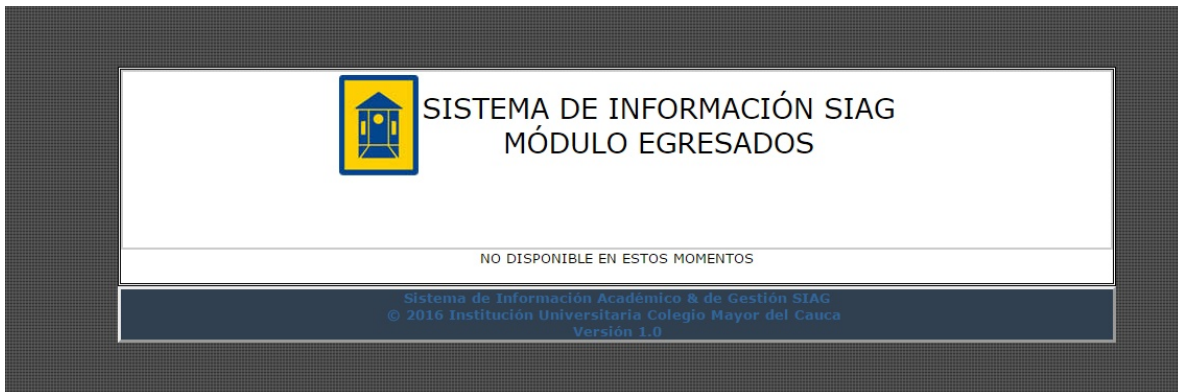 SISTEMA DE INFORMACIÓN SIAG
MÓDULO EGRESADOS
NO DISPONIBLE EN ESTOS MOMENTOS
Sistema de Información Académico & de Gestión SIAG
© 2016 Institución Universitaria Colegio Mayor del Cauca
Versión 1.0